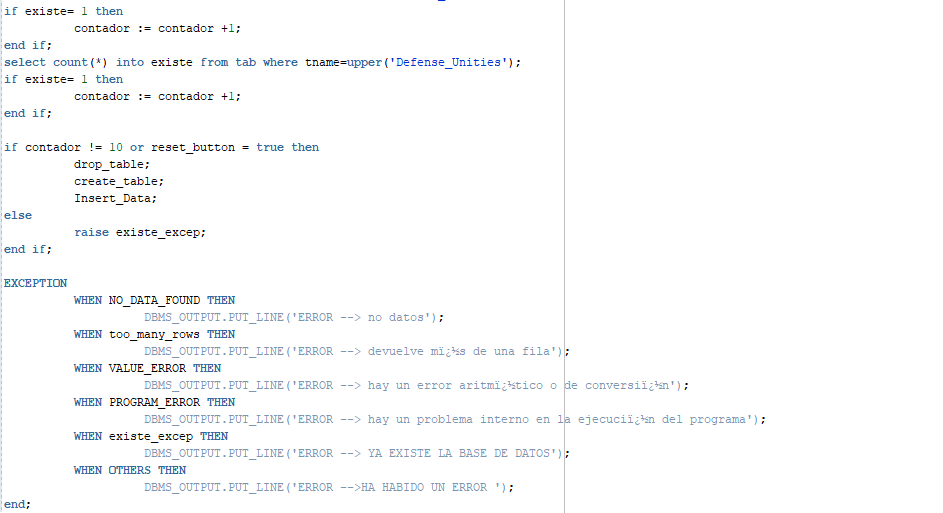 if existe= 1 then
contador := contador +1;
end if;
select count(*) into existe from tab where tname=upper('Defense_Unities');
if existe= 1 then
contador := contador +1;
end if;
if contador != 10 or reset_button = true then
drop_table;
create_table;
Insert_Data;
else
raise existe_excep;
end if;
EXCEPTION
WHEN NO_DATA_FOUND THEN
DBMS_OUTPUT.PUT_LINE('ERROR --> no datos');
WHEN too_many_rows THEN
DBMS_OUTPUT.PUT_LINE('ERROR --> devuelve mï¿½s de una fila');
WHEN VALUE_ERROR THEN
DBMS_OUTPUT.PUT_LINE('ERROR --> hay un error aritmï¿½tico o de conversiï¿½n');
WHEN PROGRAM_ERROR THEN
DBMS_OUTPUT.PUT_LINE('ERROR --> hay un problema interno en la ejecuciï¿½n del programa');
WHEN existe_excep THEN
DBMS_OUTPUT.PUT_LINE('ERROR --> YA EXISTE LA BASE DE DATOS');
WHEN OTHERS THEN
DBMS_OUTPUT.PUT_LINE('ERROR -->HA HABIDO UN ERROR ');
end;